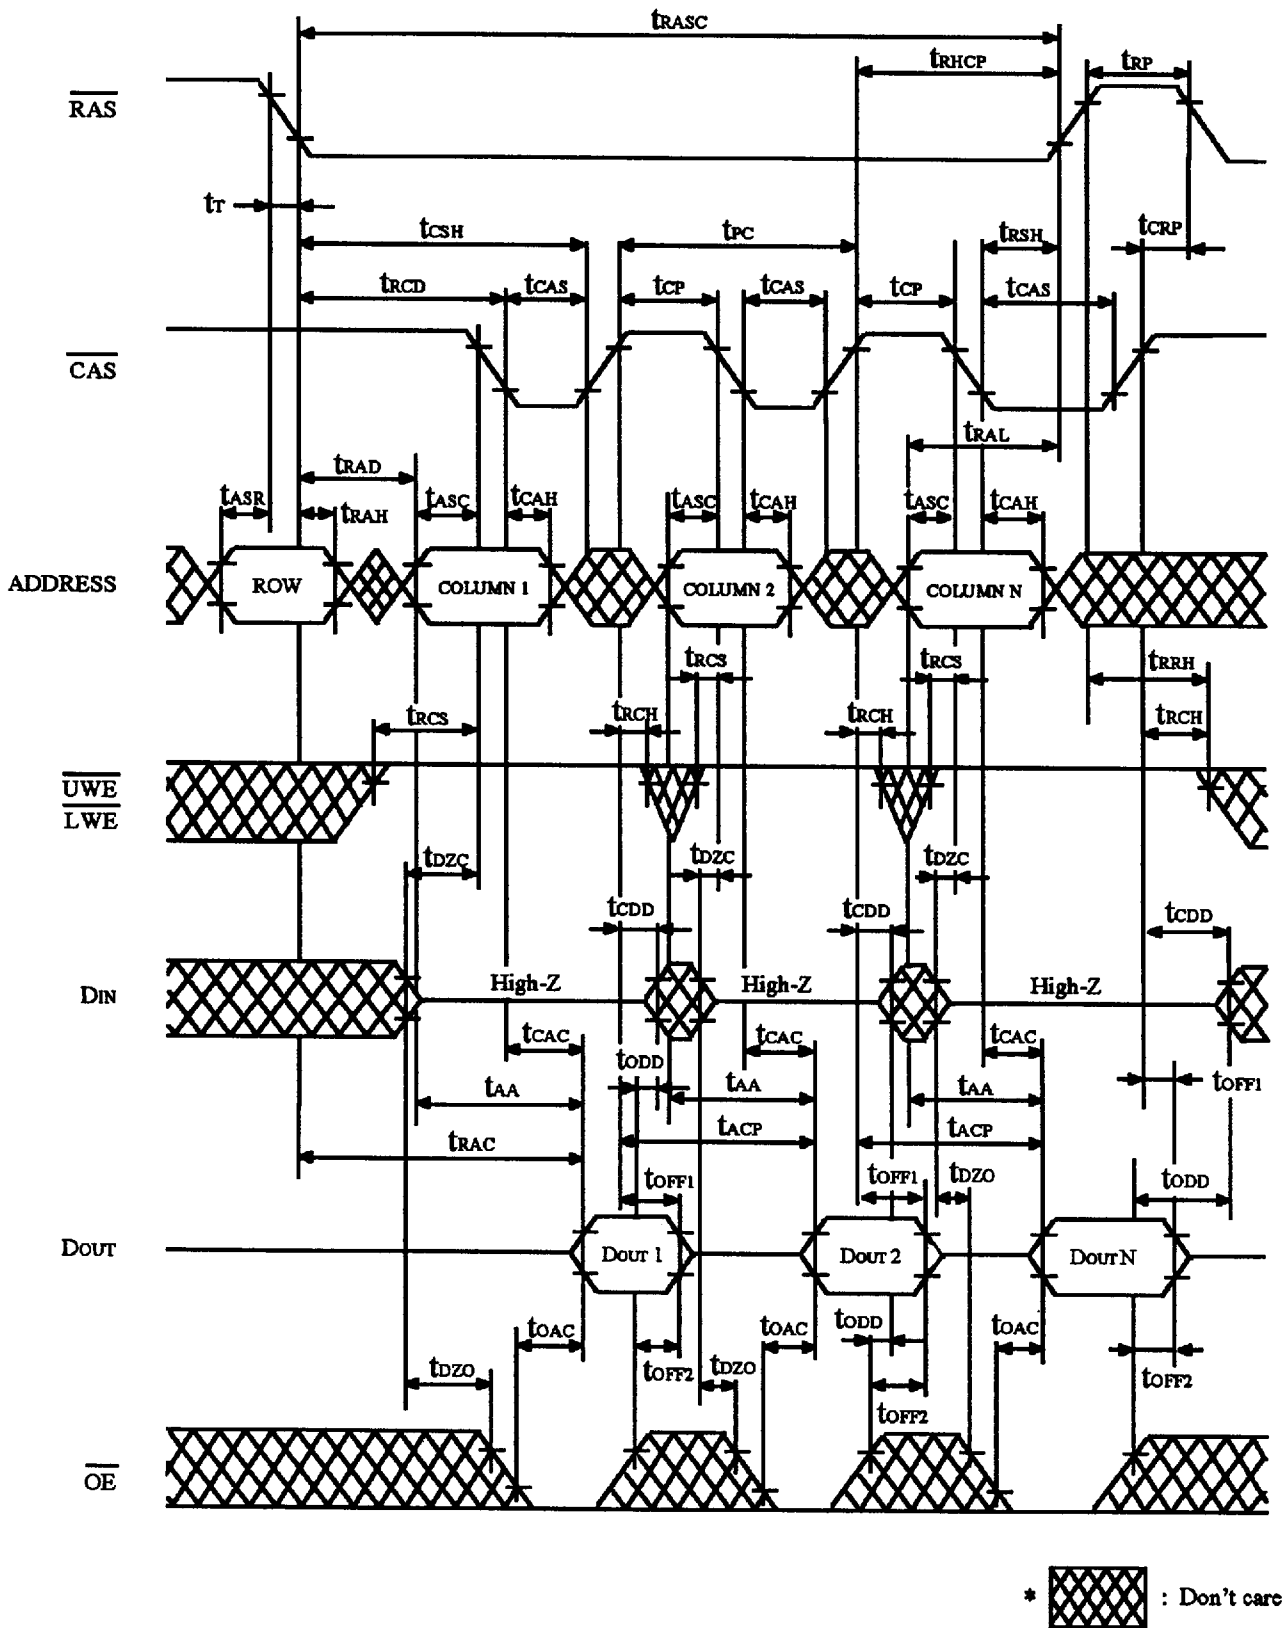 tRASC
tRHCP
tRP
RAS
tT
tCSH
tPC
tRSH
tCRP
tRCD
tCAS
tCP
tCAS
tCP
tCAS
CAS
tRAL
tRAD
tASR
tRAH
tASC
tCAH
tASC
tCAH
tASC
tCAH
ADDRESS
ROW
COLUMN 1
COLUMN 2
COLUMN N
tRCS
tRCS
tRRH
tRCS
tRCH
tRCH
tRCH
UWE
LWE
tDZC
tDZC
tDZC
tCDD
tCDD
tCDD
DIN
High-Z
High-Z
High-Z
tCAC
tODD
tCAC
tCAC
tOFF1
tAA
tAA
tAA
tRAC
tACP
tACP
tOFF1
tOFF1
tDZO
tODD
DOUT
DOUT 1
DOUT 2
DOUT N
tOAC
tOAC
tODD
tOAC
tDZO
tOFF2
tDZO
tOFF2
tOFF2
OE
* : Don't care